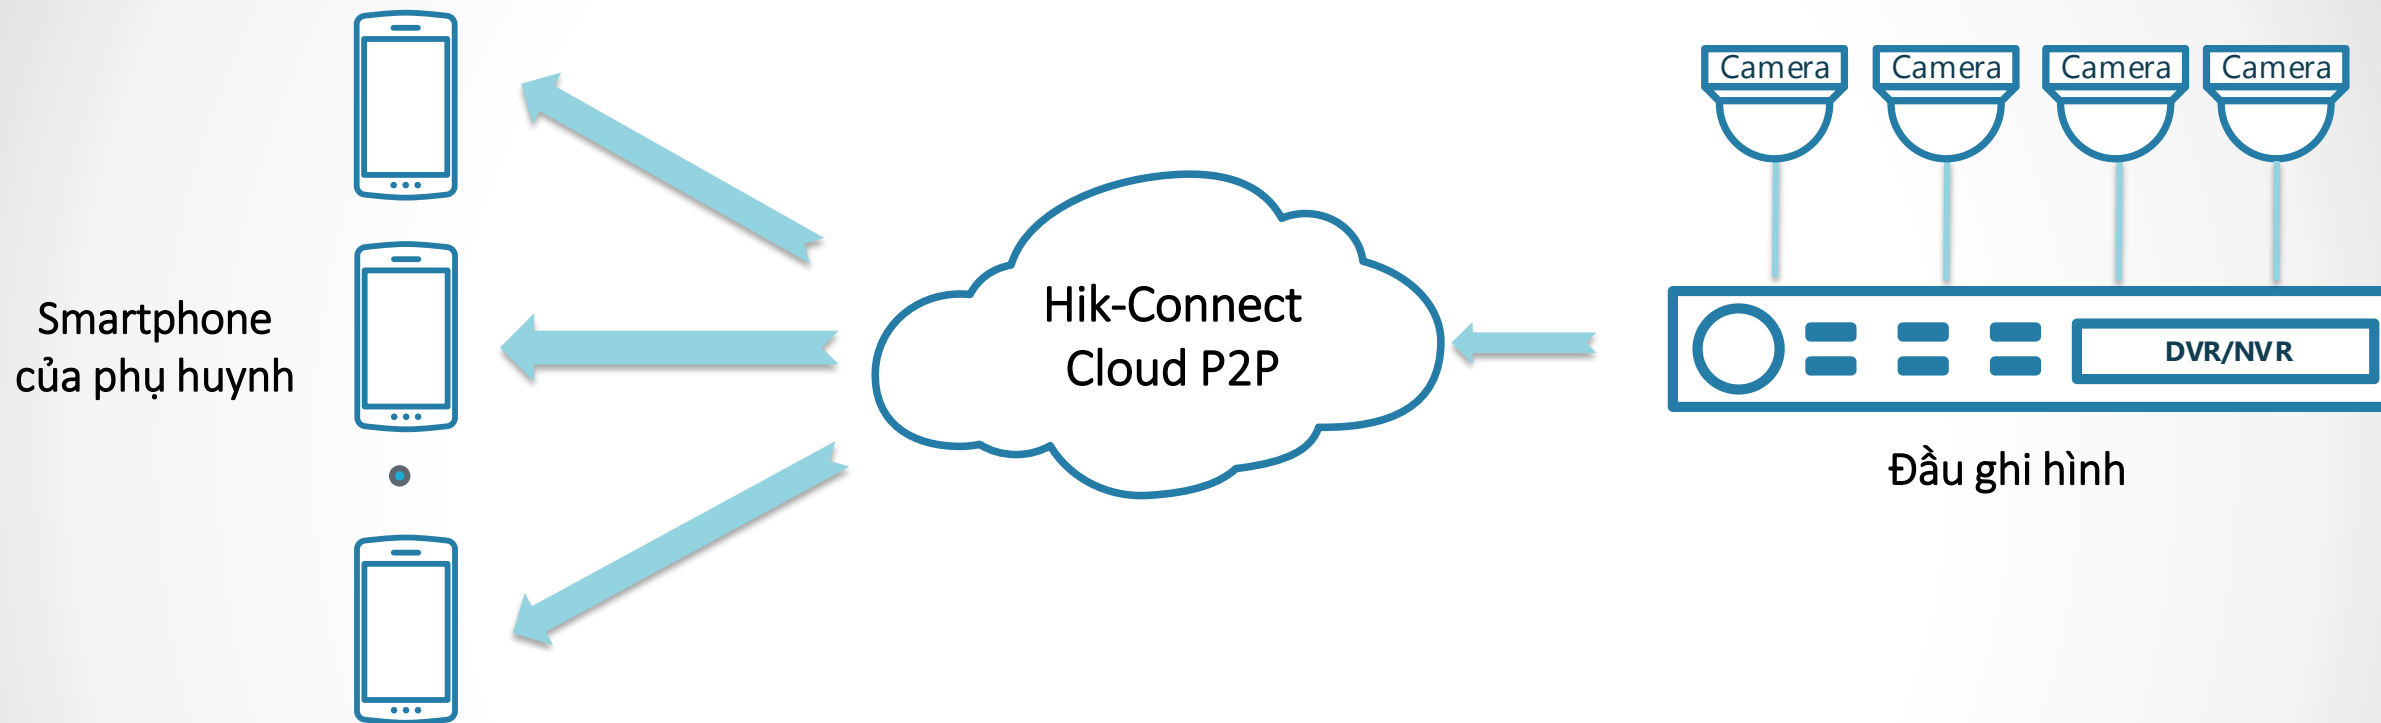 Camera
Camera
Camera
Camera
Smartphone
của phụ huynh
Hik-Connect
Cloud P2P
DVR/NVR
Đầu ghi hình